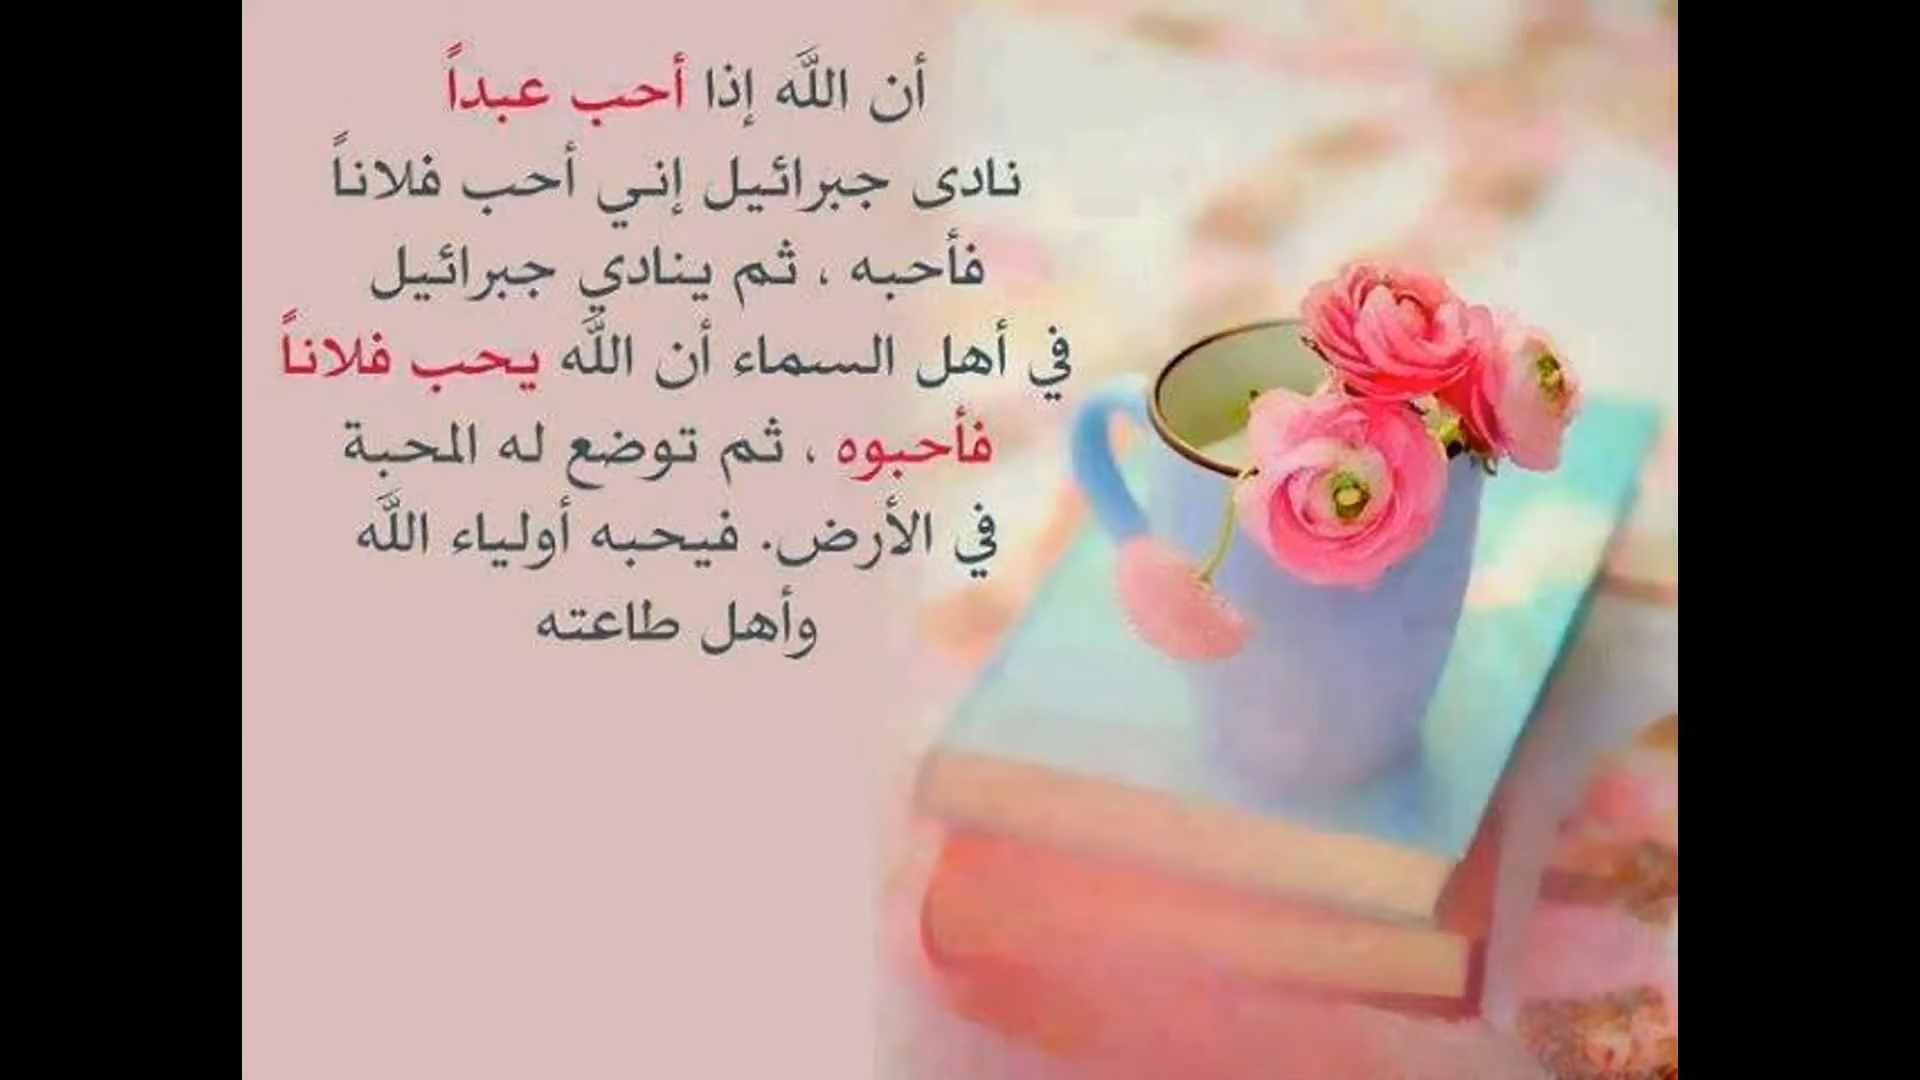 أن اللَّه إذا أحب عبداً
نادى جبرائيل إني أحب فلاناً
فأحبه ، ثم ينادي جبرائيل
في أهل السماء أن اللَّه يحب فلاناً
فأحبوه ، ثم توضع له المحبة
في الأرض. فيحبه أولياء اللَّه
وأهل طاعته